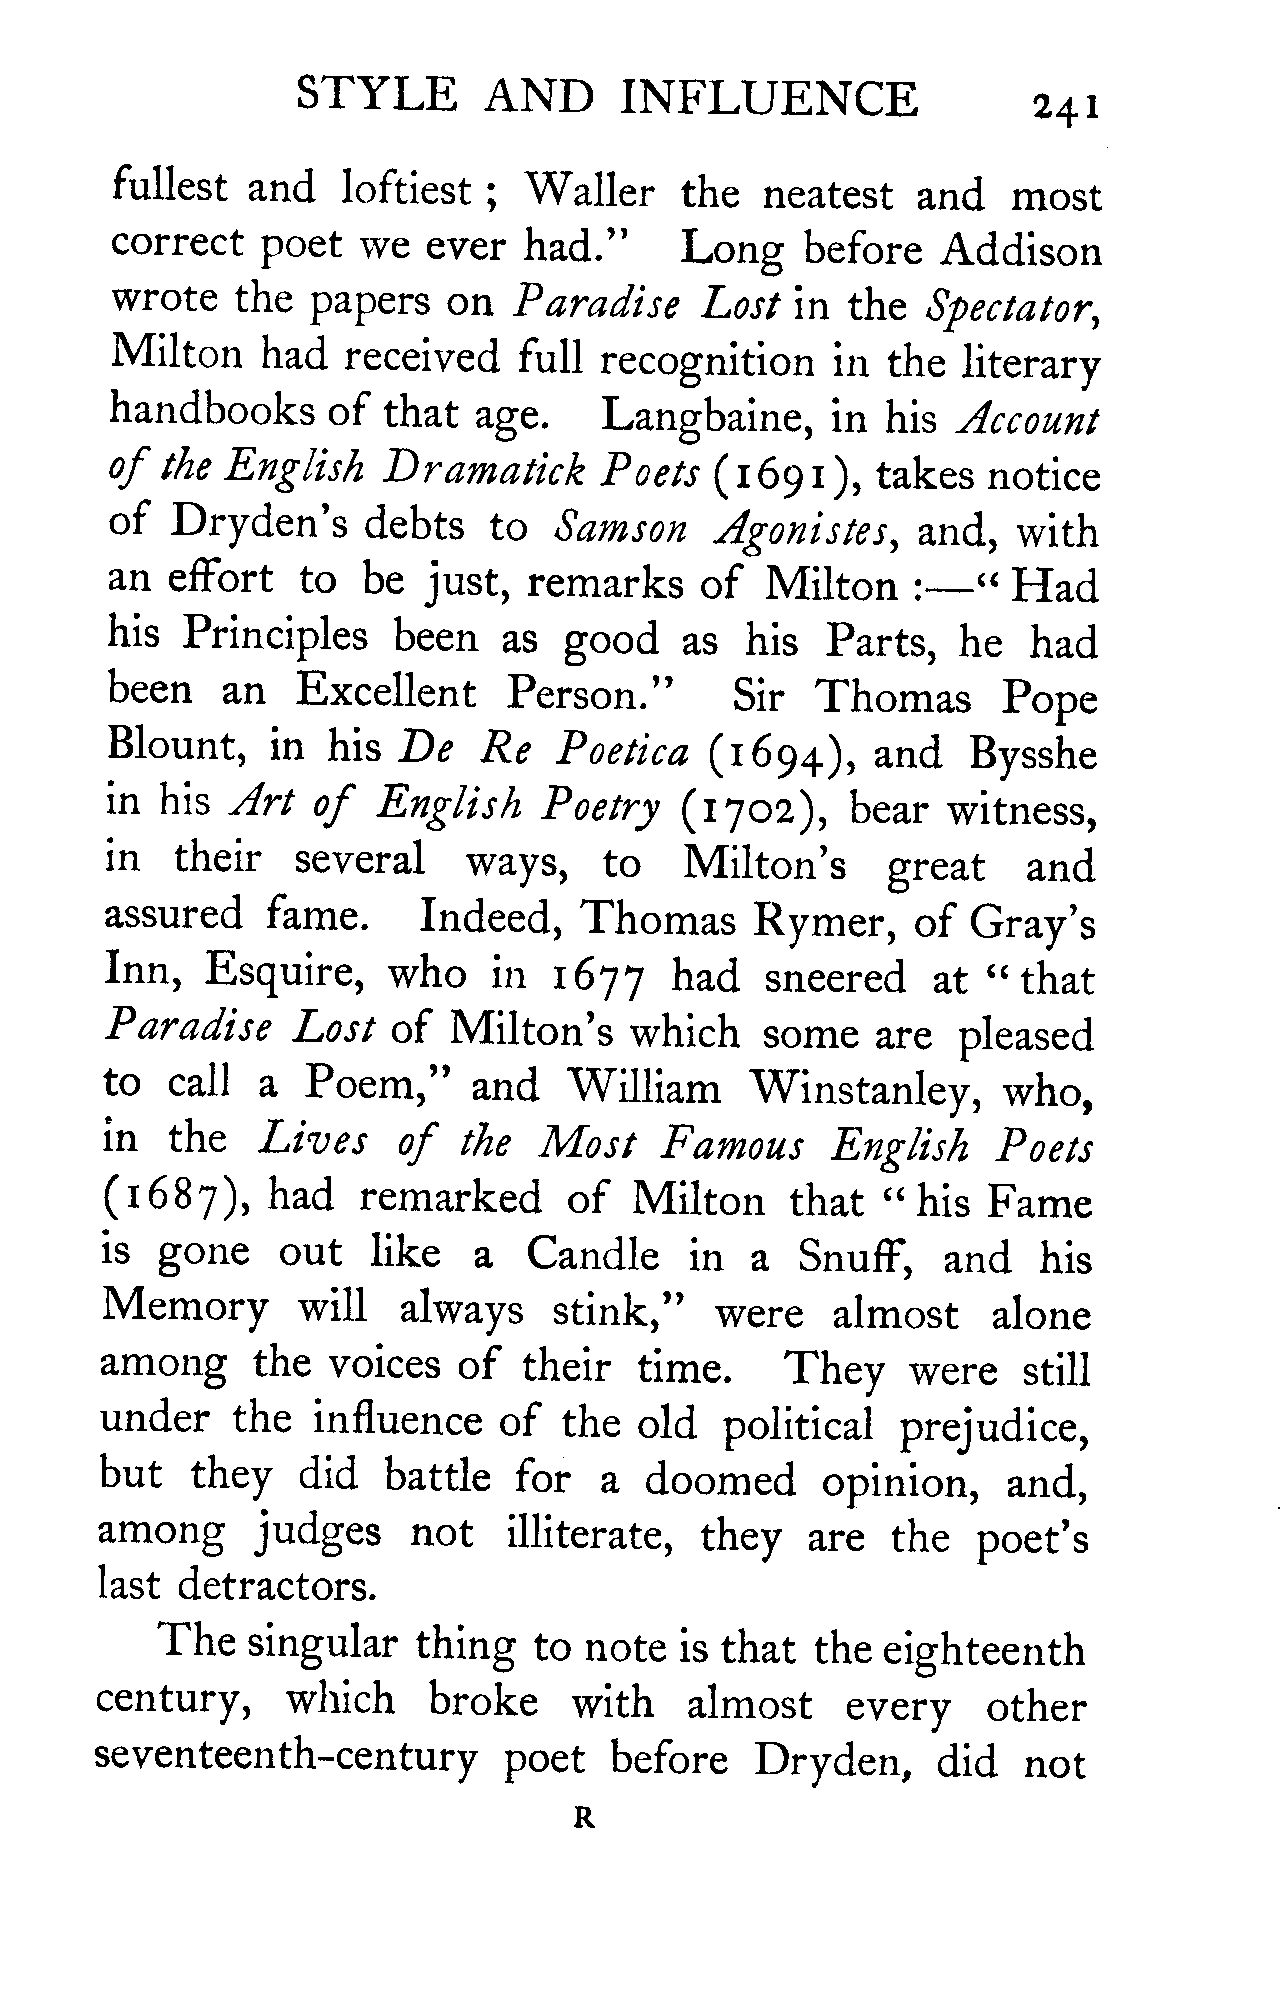 STYLE AND INFLUENCE 241
fullest and loftiest ; Waller the neatest and most
correct poet we ever had." Long before Addison
wrote the papers on Paradise Lost in the Spectator,
Milton had received full recognition in the literary
handbooks of that age. Langbaine, in his Account
of the English Dramatick Poets (1691), takes notice
of Dryden's debts to Samson Agonistes, and, with
an effort to be just, remarks of Milton :—" Had
his Principles been as good as his Parts, he had
been an Excellent Person." Sir Thomas Pope
Blount, in his De Re Poetica (1694), and Bysshe
in his Art of English Poetry (1702), bear witness,
in their several ways, to Milton's great and
assured fame. Indeed, Thomas Rymer, of Gray's
Inn, Esquire, who in 1677 had sneered at " that
Paradise Lost of Milton's which some are pleased
to call a Poem," and William Winstanley, who,
in the Lives of the Most Famous English Poets
(1687), had remarked of Milton that " his Fame
is gone out like a Candle in a Snuff, and his
Memory will always stink," were almost alone
among the voices of their time. They were still
under the influence of the old political prejudice,
but they did battle for a doomed opinion, and,
among judges not illiterate, they are the poet's
last detractors.
The singular thing to note is that the eighteenth
century, which broke with almost every other
seventeenth-century poet before Dryden, did not
R